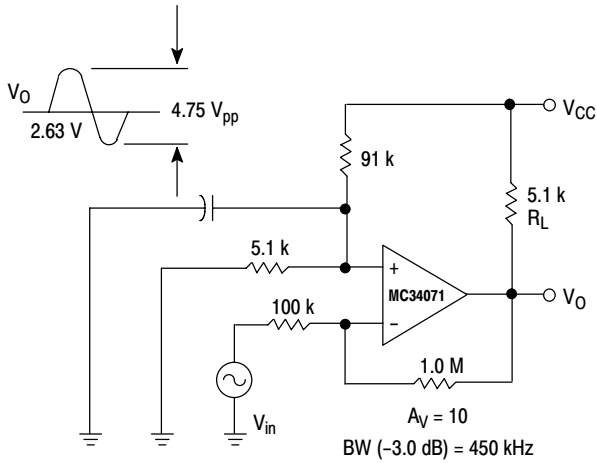 V_O
2.63 V
4.75 V_pp
V_CC
91 k
5.1 k
R_L
5.1 k
+
MC34071
V_O
100 k
−
1.0 M
V_in
A_V = 10
BW (−3.0 dB) = 450 kHz